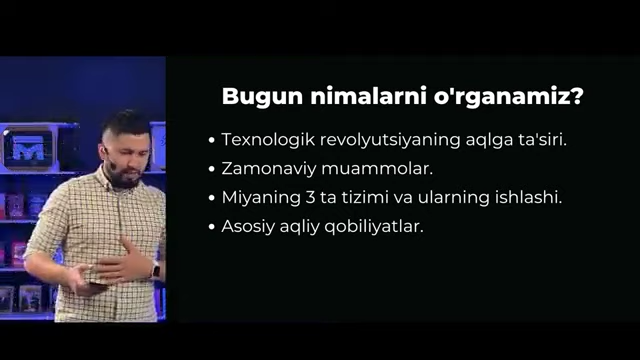 Bugun nimalarni o'rganamiz?
• Texnologik revolyutsiyaning aqlga ta'siri.
• Zamonaviy muammolar.
• Miyaning 3 ta tizimi va ularning ishlashi.
• Asosiy aqliy qobiliyatlar.